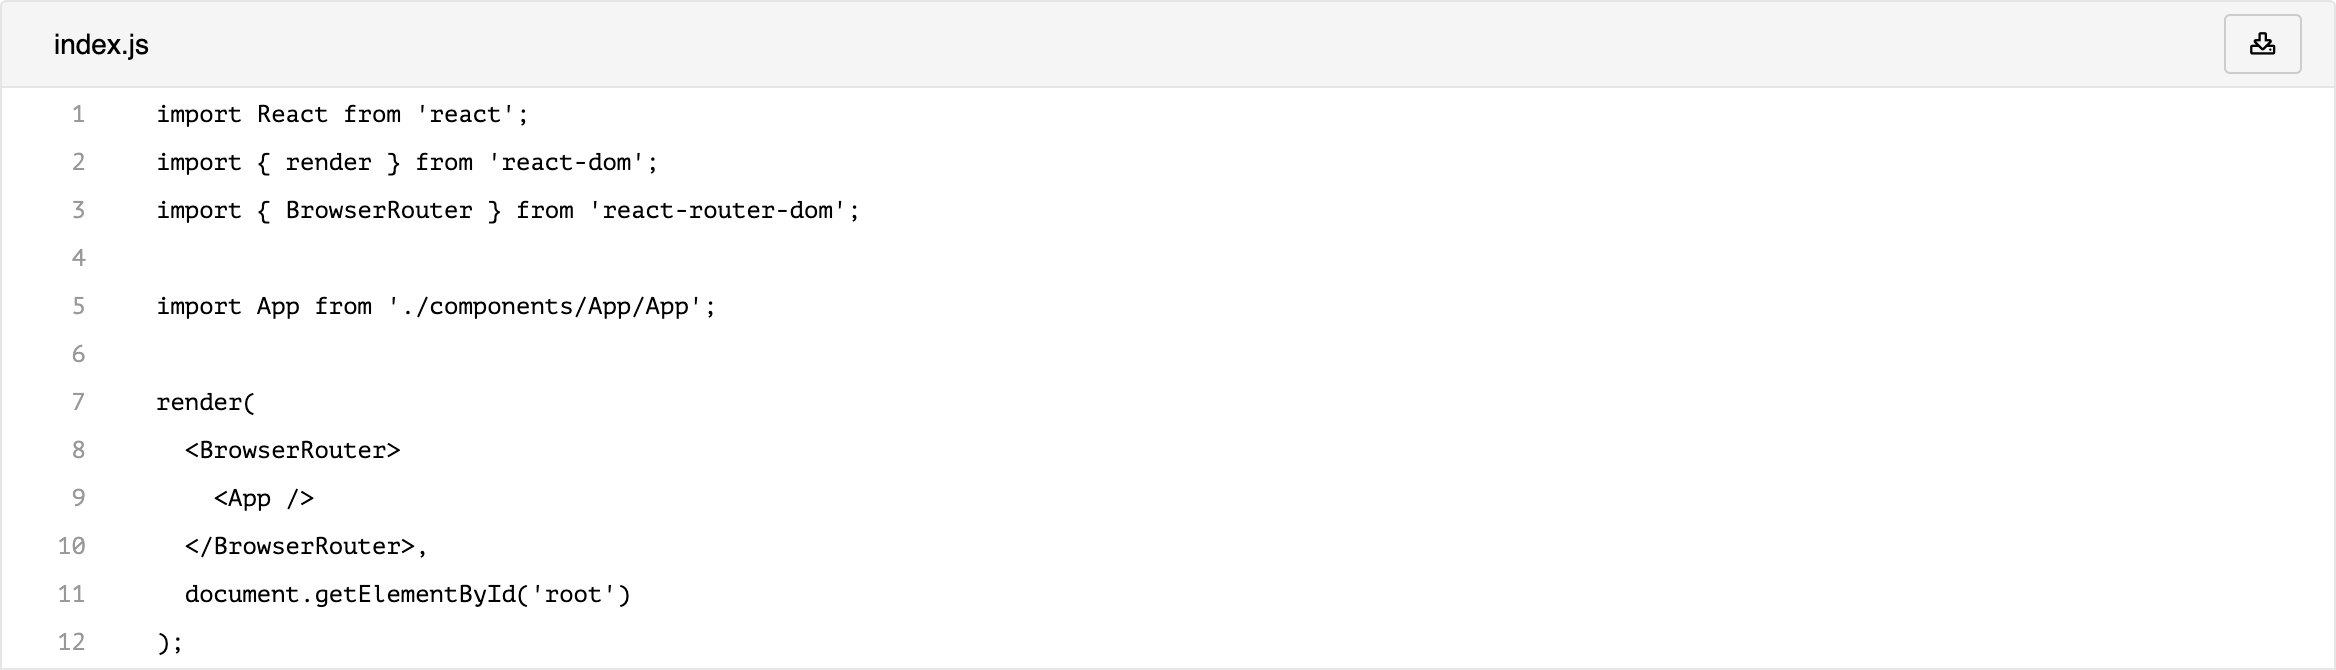 index.js
1 import React from 'react';
2 import { render } from 'react-dom';
3 import { BrowserRouter } from 'react-router-dom';
4
5 import App from './components/App/App';
6
7 render(
8   <BrowserRouter>
9     <App />
10   </BrowserRouter>,
11   document.getElementById('root')
12 );